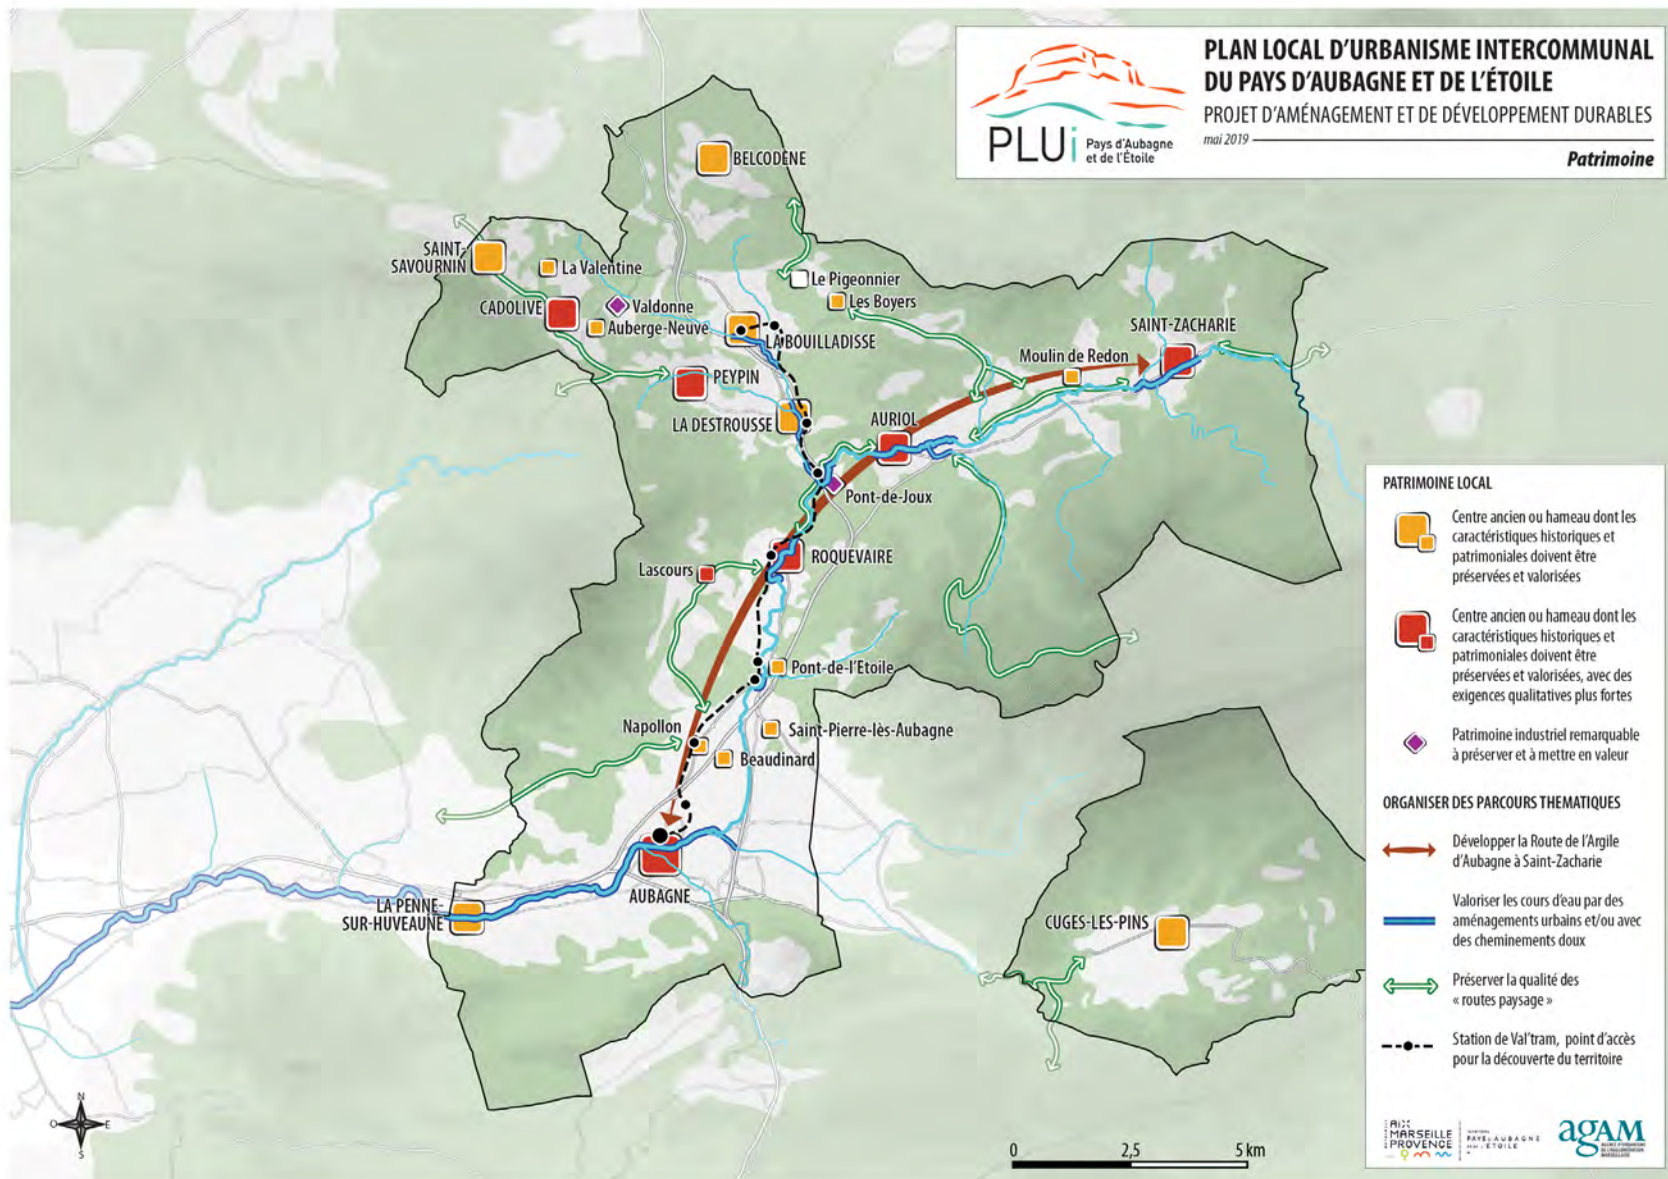 PLAN LOCAL D'URBANISME INTERCOMMUNAL
DU PAYS D'AUBAGNE ET DE L'ÉTOILE
PROJET D'AMÉNAGEMENT ET DE DÉVELOPPEMENT DURABLES
mai 2019
Patrimoine
PLUi
Pays d'Aubagne
et de l'Étoile
BELCODÈNE
SAINT-
SAVOURNIN
La Valentine
Le Pigeonnier
CADOLIVE
Valdonne
Les Boyers
Auberge-Neuve
LA BOUILLADISSE
SAINT-ZACHARIE
Moulin de Redon
PEYPIN
LA DESTROUSSE
AURIOL
Pont-de-Joux
ROQUEVAIRE
Lascours
Pont-de-l'Etoile
Napollon
Saint-Pierre-lès-Aubagne
Beaudinard
AUBAGNE
LA PENNE-
SUR-HUVEAUNE
CUGES-LES-PINS
PATRIMOINE LOCAL
Centre ancien ou hameau dont les
caractéristiques historiques et
patrimoniales doivent être
préservées et valorisées
Centre ancien ou hameau dont les
caractéristiques historiques et
patrimoniales doivent être
préservées et valorisées, avec des
exigences qualitatives plus fortes
Patrimoine industriel remarquable
à préserver et à mettre en valeur
ORGANISER DES PARCOURS THEMATIQUES
Développer la Route de l'Argile
d'Aubagne à Saint-Zacharie
Valoriser les cours d'eau par des
aménagements urbains et/ou avec
des cheminements doux
Préserver la qualité des
« routes paysage »
Station de Val'tram, point d'accès
pour la découverte du territoire
N
O
E
S
0
2,5
5 km
AIX
MARSEILLE
PROVENCE
PAYS D'AUBAGNE
ET DE L'ÉTOILE
agAM